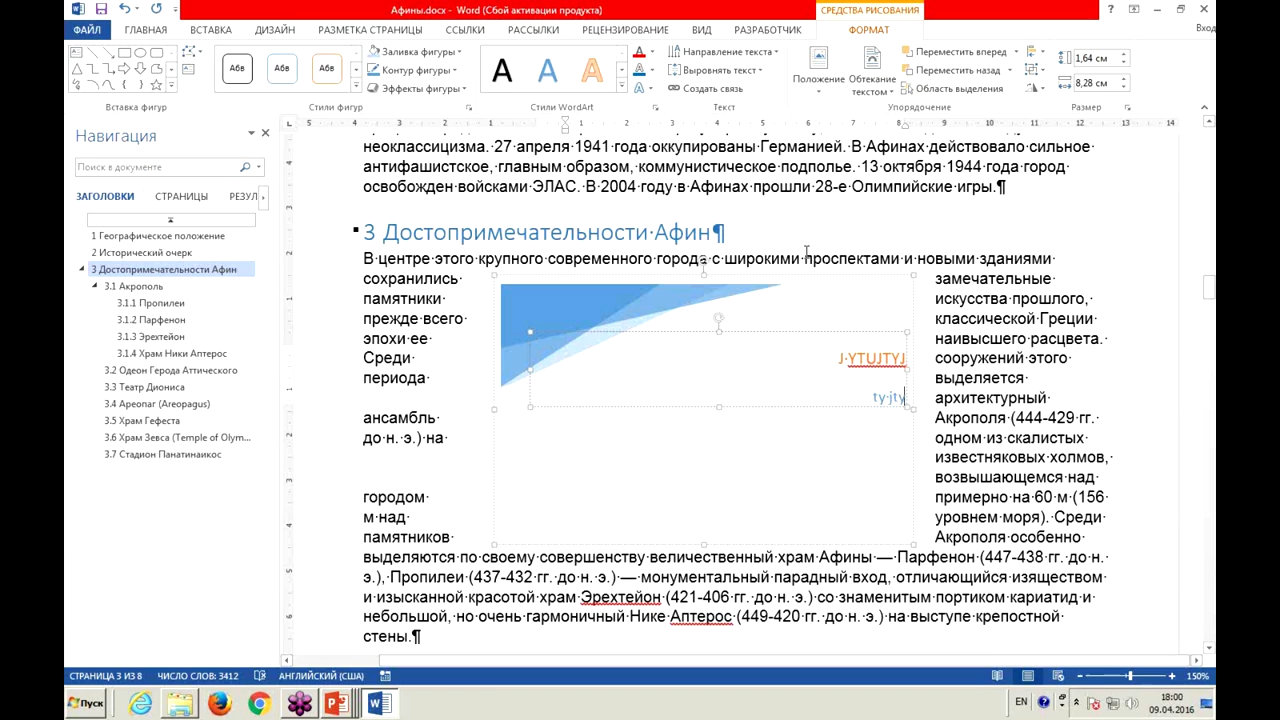 Афины.docx - Word (Сбой активации продукта)
СРЕДСТВА РИСОВАНИЯ
ФАЙЛ ГЛАВНАЯ ВСТАВКА ДИЗАЙН РАЗМЕТКА СТРАНИЦЫ ССЫЛКИ РАССЫЛКИ РЕЦЕНЗИРОВАНИЕ ВИД РАЗРАБОТЧИК ФОРМАТ Вход
Абв Абв Абв
Заливка фигуры
Контур фигуры
Эффекты фигуры
A A A
Направление текста
Выровнять текст
Создать связь
Положение
Обтекание текстом
Переместить вперед
Переместить назад
Область выделения
1,64 см
8,28 см
Вставка фигур Стили фигур Стили WordArt Текст Упорядочение Размер
Навигация
Поиск в документе
ЗАГОЛОВКИ СТРАНИЦЫ РЕЗУЛ
1 Географическое положение
2 Исторический очерк
3 Достопримечательности Афин
3.1 Акрополь
3.1.1 Пропилеи
3.1.2 Парфенон
3.1.3 Эрехтейон
3.1.4 Храм Ники Аптерос
3.2 Одеон Герода Аттического
3.3 Театр Диониса
3.4 Ареопаг (Areopagus)
3.5 Храм Гефеста
3.6 Храм Зевса (Temple of Olym...
3.7 Стадион Панатинаикос
неоклассицизма. 27 апреля 1941 года оккупированы Германией. В Афинах действовало сильное
антифашистское, главным образом, коммунистическое подполье. 13 октября 1944 года город
освобожден войсками ЭЛАС. В 2004 году в Афинах прошли 28-е Олимпийские игры.¶
3 Достопримечательности Афин¶
В центре этого крупного современного города с широкими проспектами и новыми зданиями
сохранились замечательные
памятники искусства прошлого,
прежде всего классической Греции
эпохи ее наивысшего расцвета.
Среди сооружений этого
периода выделяется
архитектурный
ансамбль Акрополя (444-429 гг.
до н. э.) на одном из скалистых
известняковых холмов,
возвышающемся над
городом примерно на 60 м (156
м над уровнем моря). Среди
памятников Акрополя особенно
J YTUJTYJ
ty jty
выделяются по своему совершенству величественный храм Афины — Парфенон (447-438 гг. до н.
э.), Пропилеи (437-432 гг. до н. э.) — монументальный парадный вход, отличающийся изяществом
и изысканной красотой храм Эрехтейон (421-406 гг. до н. э.) со знаменитым портиком кариатид и
небольшой, но очень гармоничный Нике Аптерос (449-420 гг. до н. э.) на выступе крепостной
стены.¶
СТРАНИЦА 3 ИЗ 8 ЧИСЛО СЛОВ: 3412 АНГЛИЙСКИЙ (США) 150%
Пуск EN 18:00
09.04.2016